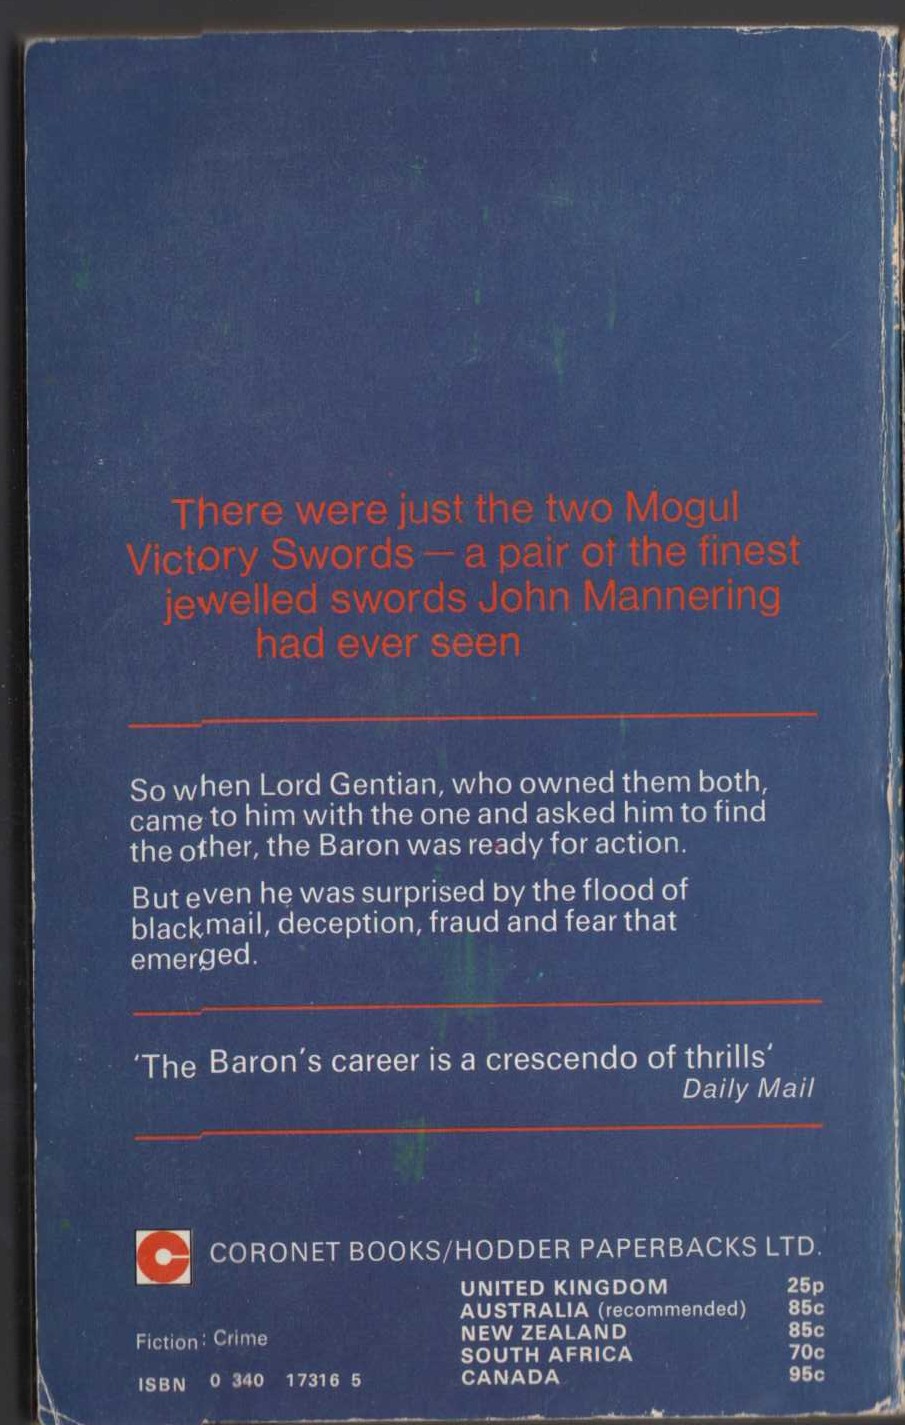 There were just the two Mogul
Victory Swords — a pair of the finest
jewelled swords John Mannering
had ever seen
So when Lord Gentian, who owned them both,
came to him with the one and asked him to find
the other, the Baron was ready for action.
But even he was surprised by the flood of
blackmail, deception, fraud and fear that
emerged.
'The Baron's career is a crescendo of thrills'
Daily Mail
CORONET BOOKS/HODDER PAPERBACKS LTD.
UNITED KINGDOM 25p
AUSTRALIA (recommended) 85c
NEW ZEALAND 85c
Fiction: Crime
SOUTH AFRICA 70c
CANADA 95c
ISBN 0 340 17316 5